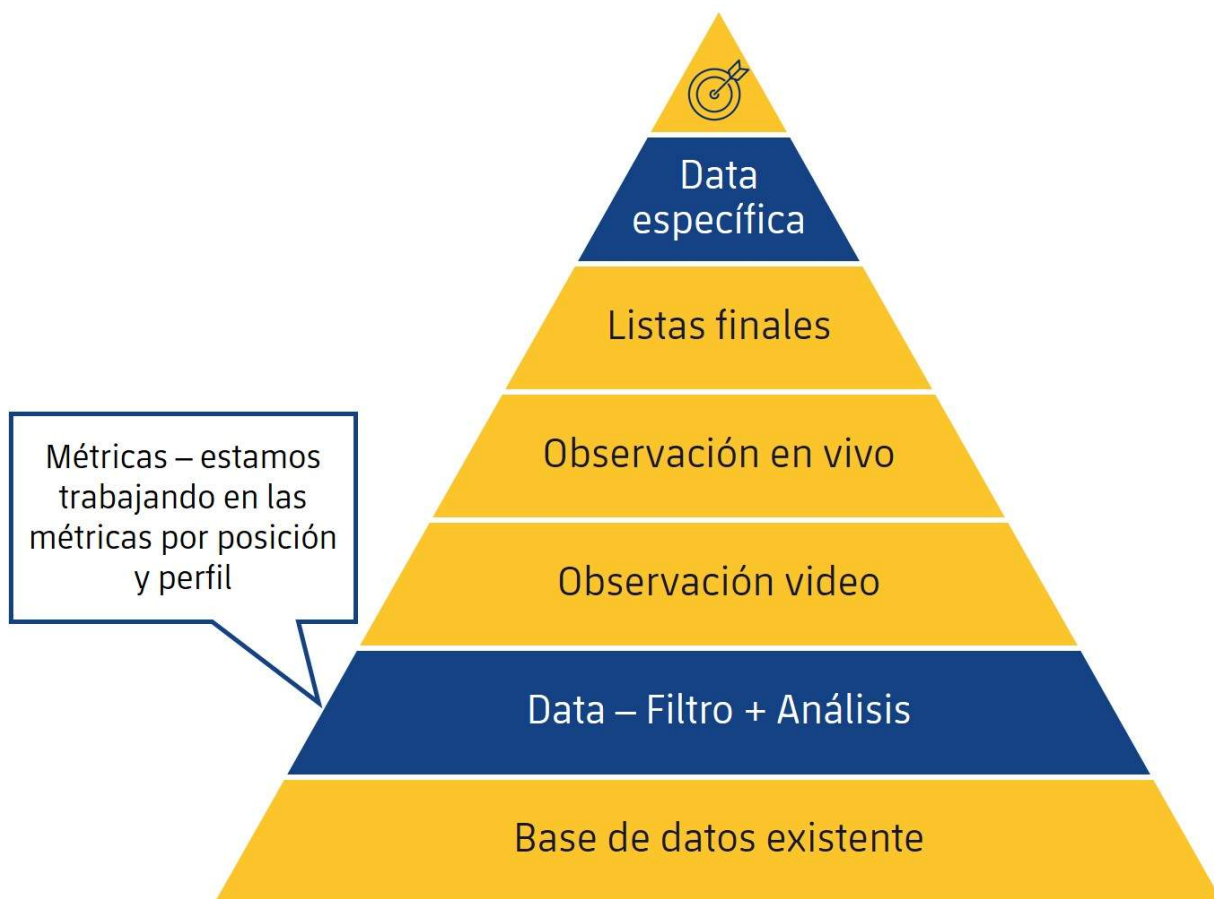 Data
específica
Listas finales
Observación en vivo
Métricas – estamos
trabajando en las
métricas por posición
y perfil
Observación video
Data – Filtro + Análisis
Base de datos existente